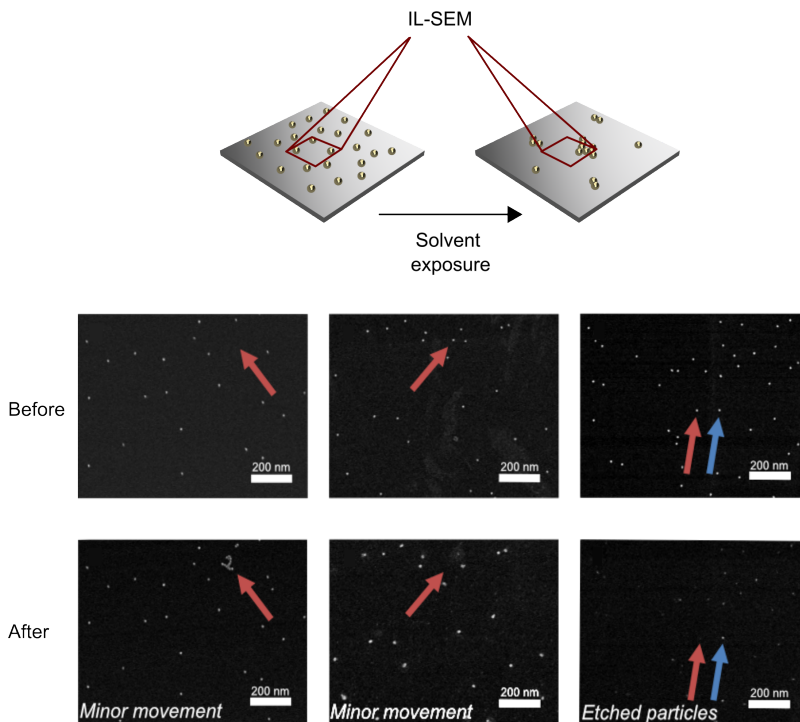 IL-SEM
Solvent
exposure
Before
200 nm
200 nm
200 nm
After
200 nm
200 nm
200 nm
Minor movement
Minor movement
Etched particles